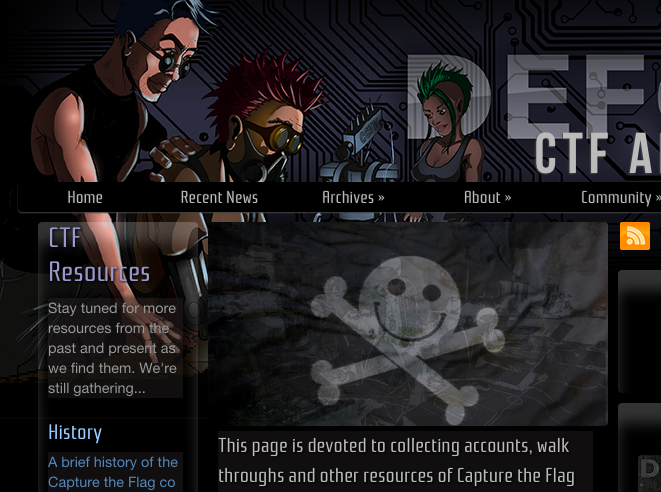 DEF
CTF A
Home Recent News Archives » About » Community »
CTF
Resources
Stay tuned for more
resources from the
past and present as
we find them. We're
still gathering...
History
A brief history of the
Capture the Flag co
This page is devoted to collecting accounts, walk
throughs and other resources of Capture the Flag
D